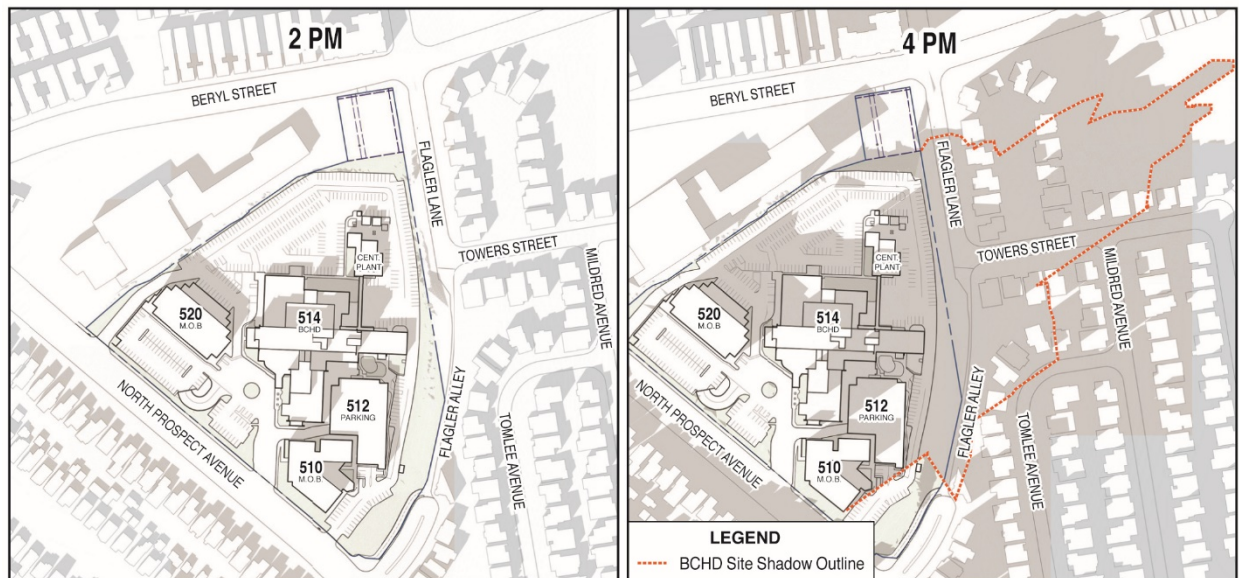 2 PM
BERYL STREET
FLAGLER LANE
TOWERS STREET
MILDRED AVENUE
CENT.
PLANT
520
M.O.B
514
BCHD
512
PARKING
510
M.O.B.
NORTH PROSPECT AVENUE
FLAGLER ALLEY
TOMLEE AVENUE
4 PM
BERYL STREET
FLAGLER LANE
TOWERS STREET
MILDRED AVENUE
CENT.
PLANT
520
M.O.B
514
BCHD
512
PARKING
510
M.O.B.
NORTH PROSPECT AVENUE
FLAGLER ALLEY
TOMLEE AVENUE
LEGEND
BCHD Site Shadow Outline